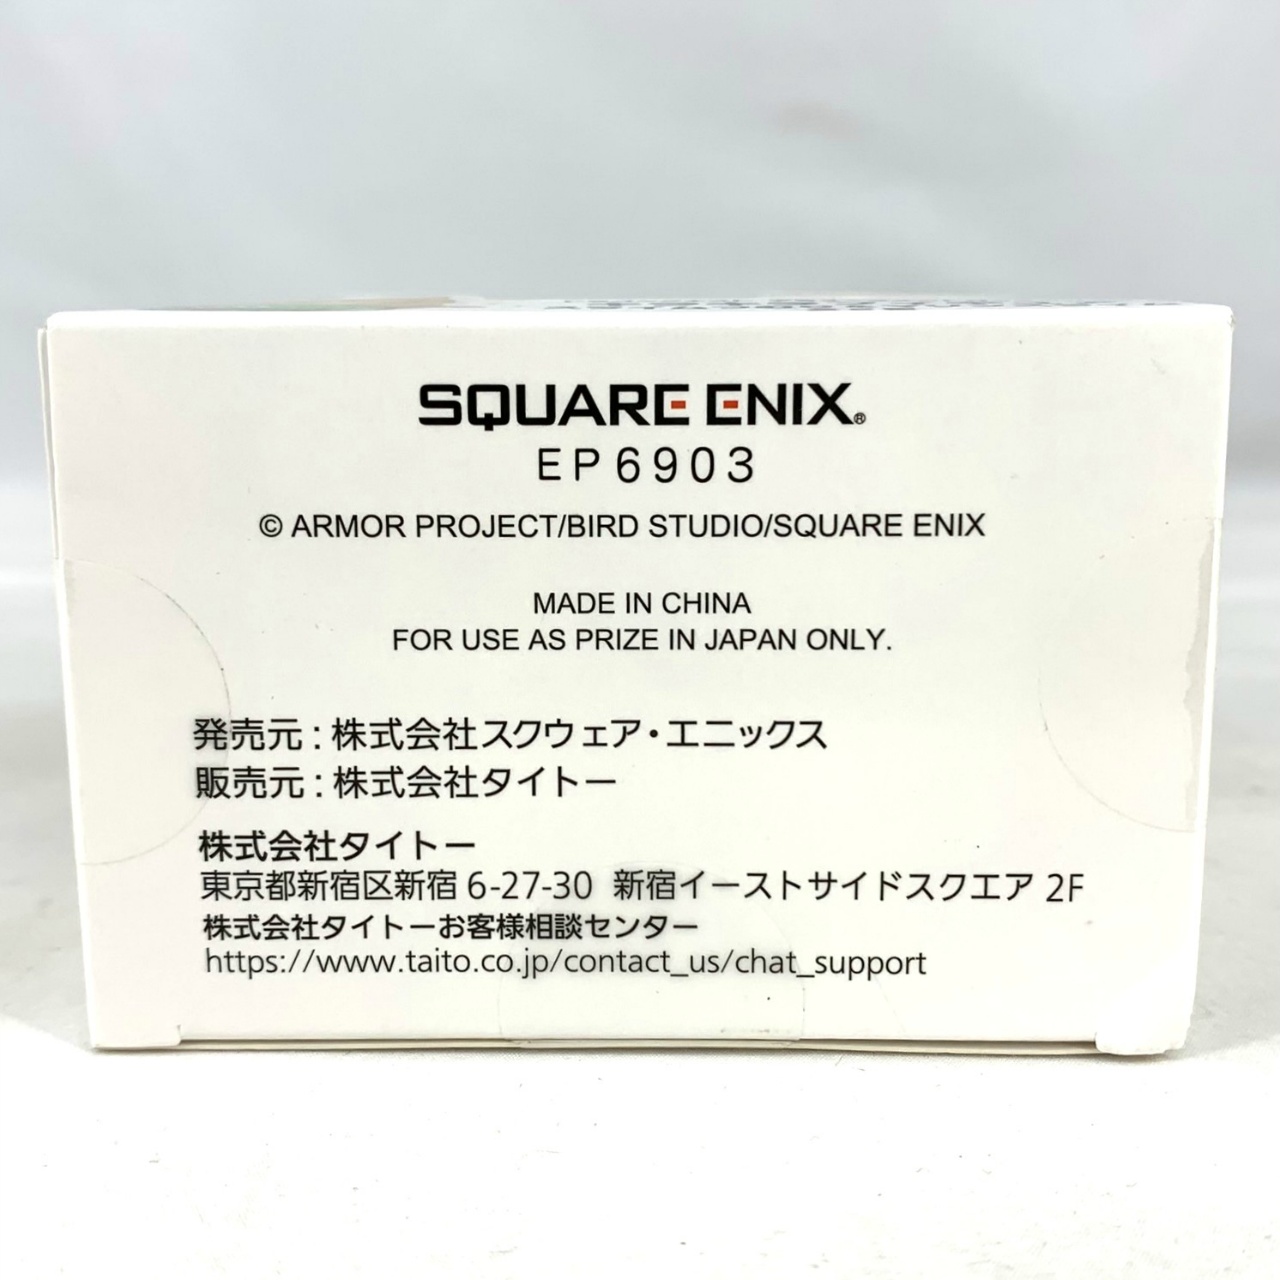 SQUARE ENIX®
EP6903
© ARMOR PROJECT/BIRD STUDIO/SQUARE ENIX
MADE IN CHINA
FOR USE AS PRIZE IN JAPAN ONLY.
発売元:株式会社スクウェア・エニックス
販売元:株式会社タイトー
株式会社タイトー
東京都新宿区新宿 6-27-30 新宿イーストサイドスクエア 2F
株式会社タイトーお客様相談センター
https://www.taito.co.jp/contact_us/chat_support